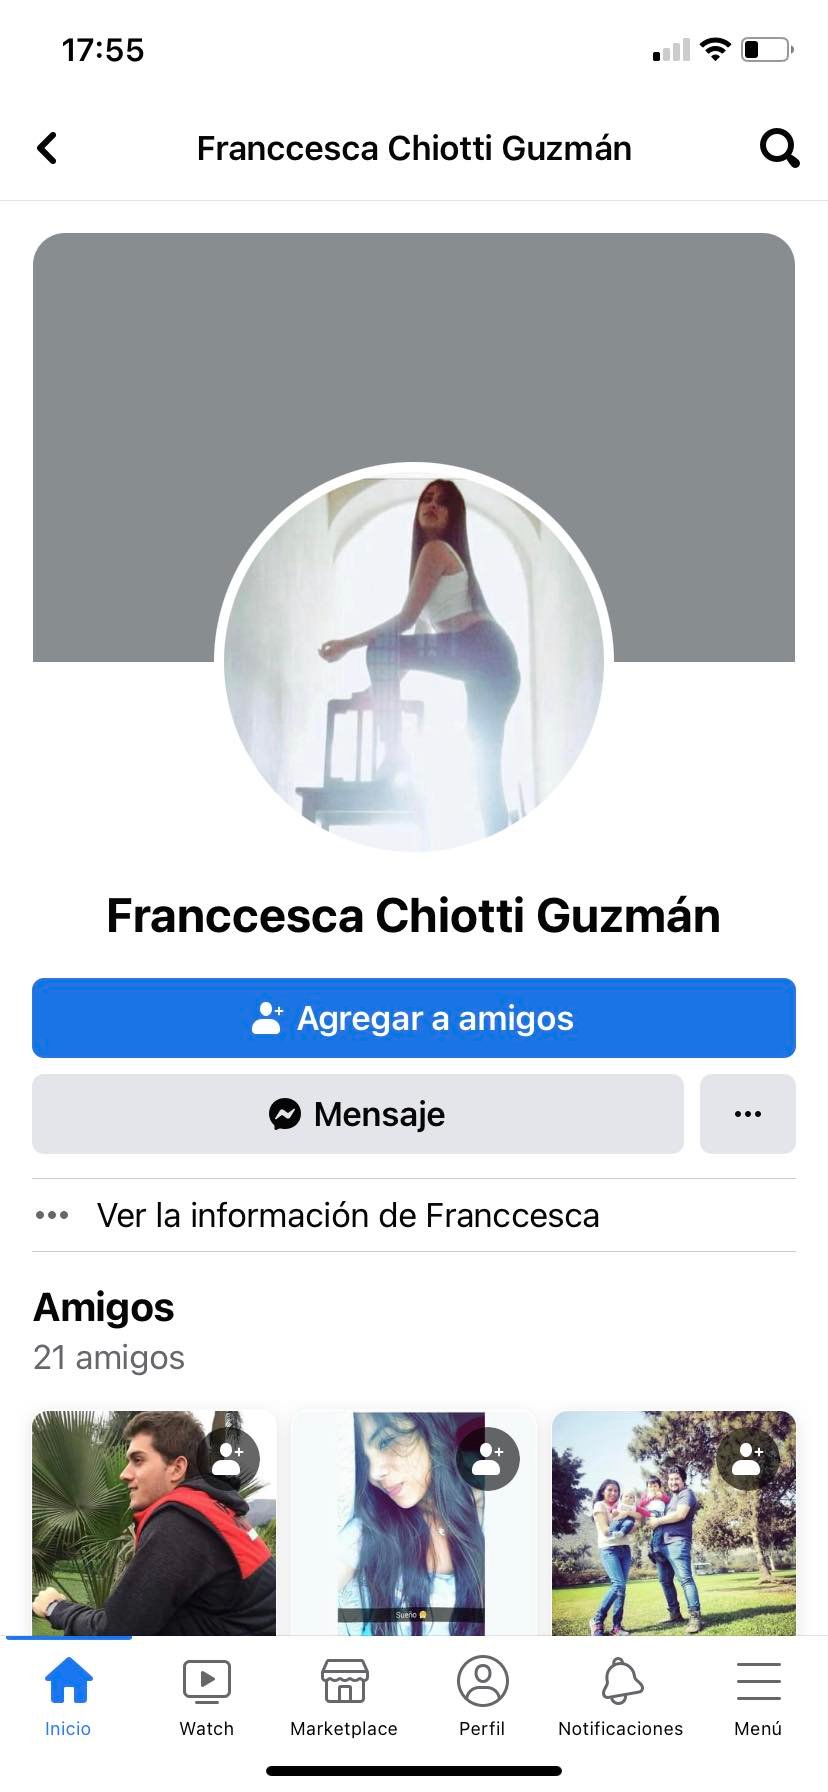 17:55
Franccesca Chiotti Guzmán
Franccesca Chiotti Guzmán
Agregar a amigos
Mensaje
Ver la información de Franccesca
Amigos
21 amigos
Sueño
Inicio
Watch
Marketplace
Perfil
Notificaciones
Menú